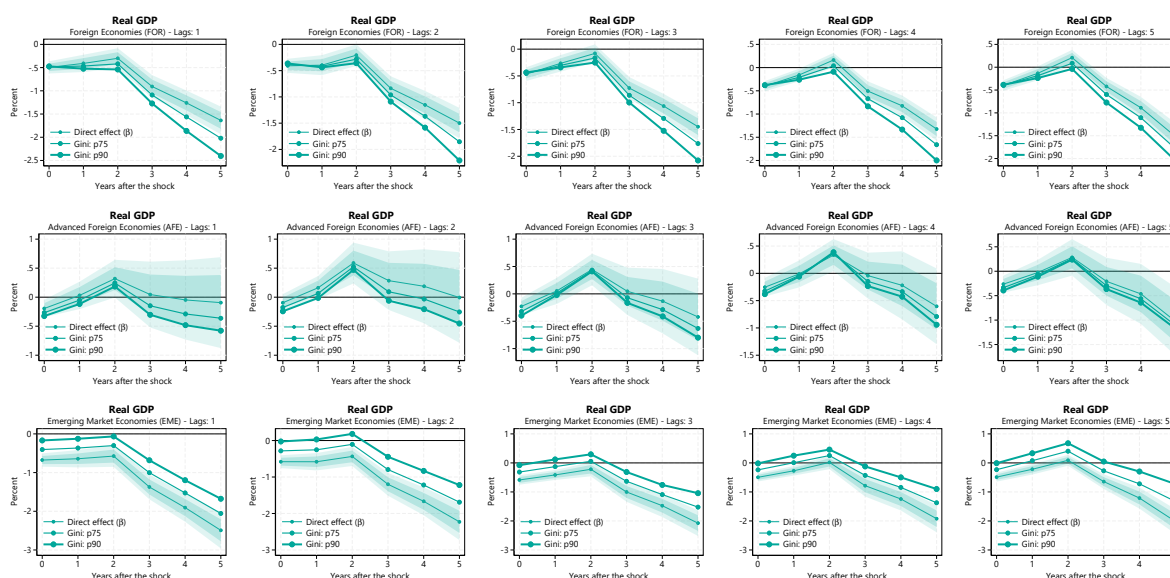 Real GDP
Foreign Economies (FOR) - Lags: 1
Percent
0
-.5
-1
-1.5
-2
-2.5
Direct effect (β)
Gini: p75
Gini: p90
0 1 2 3 4 5
Years after the shock
Real GDP
Foreign Economies (FOR) - Lags: 2
Percent
0
-.5
-1
-1.5
-2
Direct effect (β)
Gini: p75
Gini: p90
0 1 2 3 4 5
Years after the shock
Real GDP
Foreign Economies (FOR) - Lags: 3
Percent
0
-.5
-1
-1.5
-2
Direct effect (β)
Gini: p75
Gini: p90
0 1 2 3 4 5
Years after the shock
Real GDP
Foreign Economies (FOR) - Lags: 4
Percent
.5
0
-.5
-1
-1.5
-2
Direct effect (β)
Gini: p75
Gini: p90
0 1 2 3 4 5
Years after the shock
Real GDP
Foreign Economies (FOR) - Lags: 5
Percent
.5
0
-.5
-1
-1.5
-2
Direct effect (β)
Gini: p75
Gini: p90
0 1 2 3 4
Years after the shock
Real GDP
Advanced Foreign Economies (AFE) - Lags: 1
Percent
1
.5
0
-.5
-1
Direct effect (β)
Gini: p75
Gini: p90
0 1 2 3 4 5
Years after the shock
Real GDP
Advanced Foreign Economies (AFE) - Lags: 2
Percent
1
.5
0
-.5
-1
Direct effect (β)
Gini: p75
Gini: p90
0 1 2 3 4 5
Years after the shock
Real GDP
Advanced Foreign Economies (AFE) - Lags: 3
Percent
1
.5
0
-.5
-1
Direct effect (β)
Gini: p75
Gini: p90
0 1 2 3 4 5
Years after the shock
Real GDP
Advanced Foreign Economies (AFE) - Lags: 4
Percent
.5
0
-.5
-1
-1.5
Direct effect (β)
Gini: p75
Gini: p90
0 1 2 3 4 5
Years after the shock
Real GDP
Advanced Foreign Economies (AFE) - Lags:
Percent
.5
0
-.5
-1
-1.5
Direct effect (β)
Gini: p75
Gini: p90
0 1 2 3 4
Years after the shock
Real GDP
Emerging Market Economies (EME) - Lags: 1
Percent
0
-1
-2
-3
Direct effect (β)
Gini: p75
Gini: p90
0 1 2 3 4 5
Years after the shock
Real GDP
Emerging Market Economies (EME) - Lags: 2
Percent
0
-1
-2
-3
Direct effect (β)
Gini: p75
Gini: p90
0 1 2 3 4 5
Years after the shock
Real GDP
Emerging Market Economies (EME) - Lags: 3
Percent
1
0
-1
-2
-3
Direct effect (β)
Gini: p75
Gini: p90
0 1 2 3 4 5
Years after the shock
Real GDP
Emerging Market Economies (EME) - Lags: 4
Percent
1
0
-1
-2
-3
Direct effect (β)
Gini: p75
Gini: p90
0 1 2 3 4 5
Years after the shock
Real GDP
Emerging Market Economies (EME) - Lags: 5
Percent
1
0
-1
-2
-3
Direct effect (β)
Gini: p75
Gini: p90
0 1 2 3 4
Years after the shock